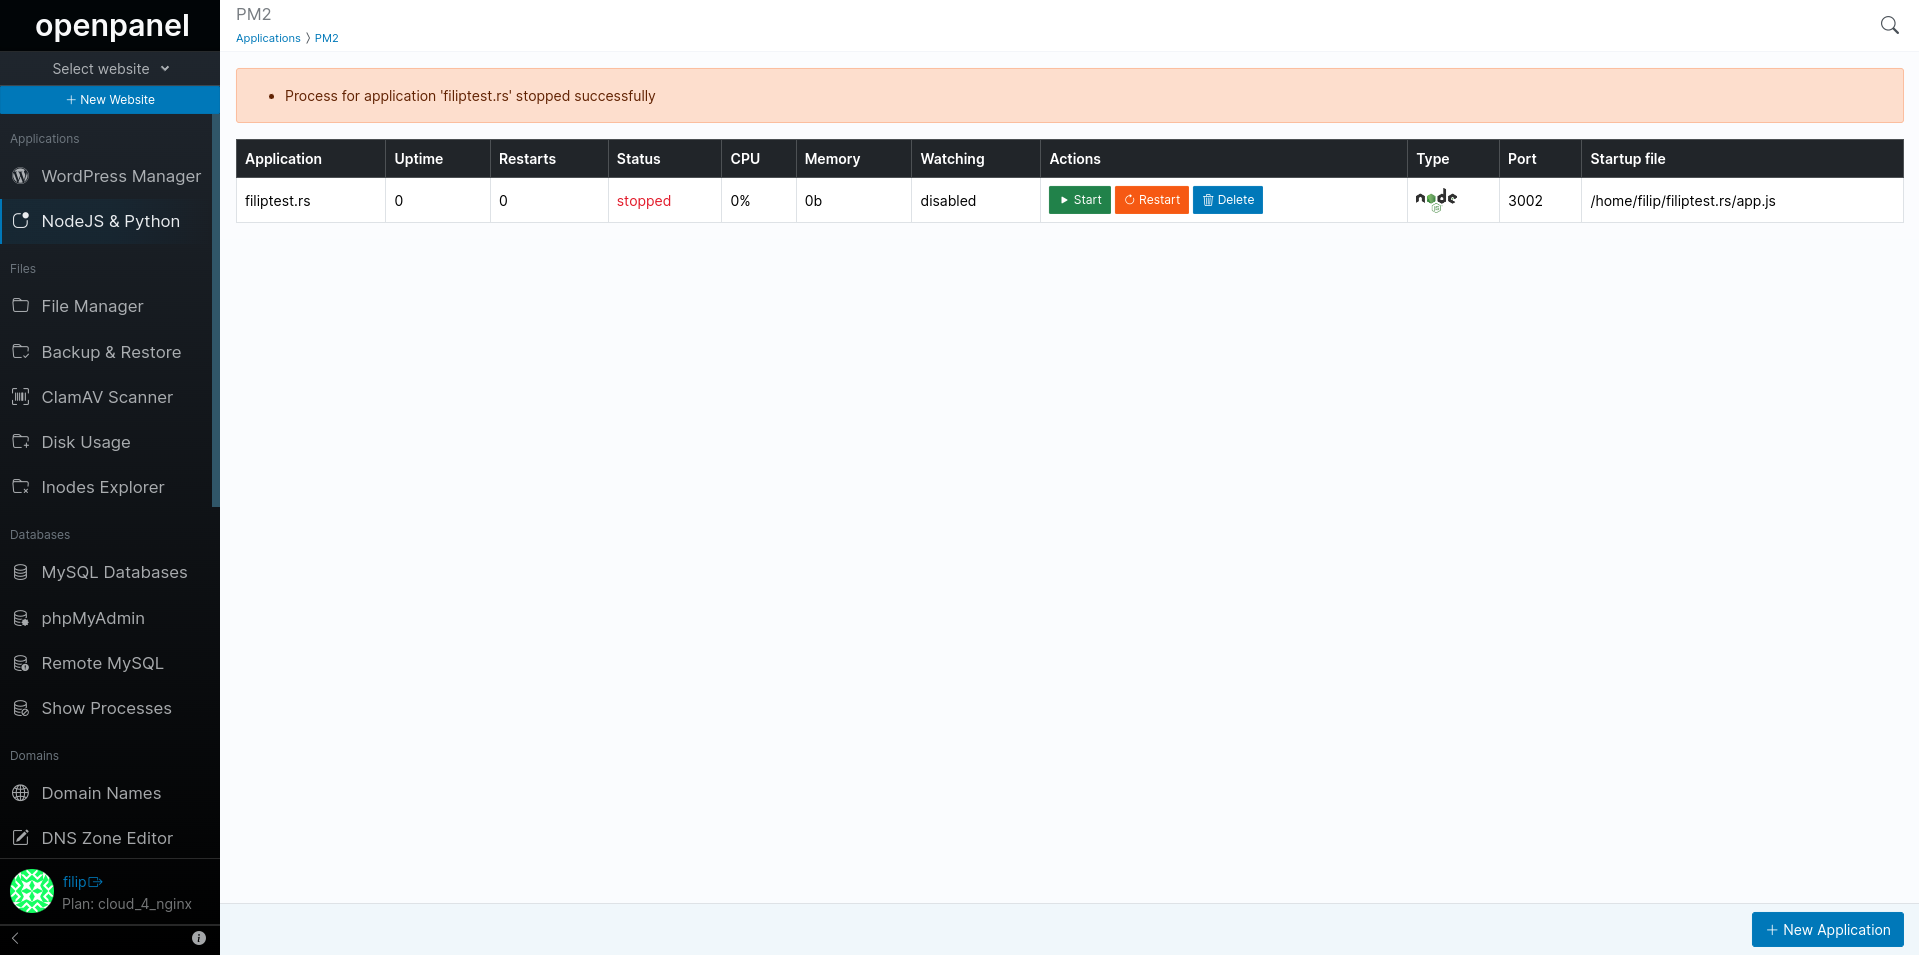 openpanel
Select website
New Website
Applications
WordPress Manager
NodeJS & Python
Files
File Manager
Backup & Restore
ClamAV Scanner
Disk Usage
Inodes Explorer
Databases
MySQL Databases
phpMyAdmin
Remote MySQL
Show Processes
Domains
Domain Names
DNS Zone Editor
filip
Plan: cloud_4_nginx
PM2
Applications > PM2
Process for application 'filiptest.rs' stopped successfully
Application Uptime Restarts Status CPU Memory Watching Actions Type Port Startup file
filiptest.rs 0 0 stopped 0% 0b disabled Start Restart Delete node JS 3002 /home/filip/filiptest.rs/app.js
New Application